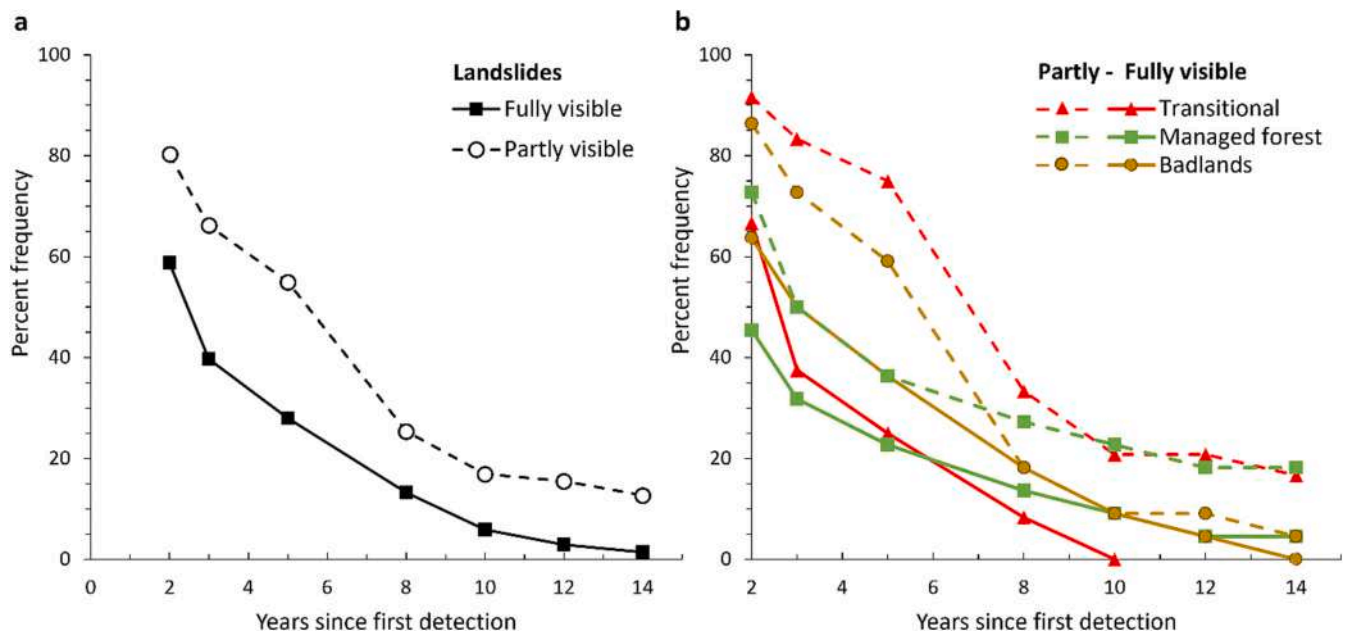 a
100
80
60
40
20
0
Percent frequency
0 2 4 6 8 10 12 14
Years since first detection
Landslides
Fully visible
Partly visible
b
100
80
60
40
20
0
Percent frequency
2 4 6 8 10 12 14
Years since first detection
Partly - Fully visible
Transitional
Managed forest
Badlands